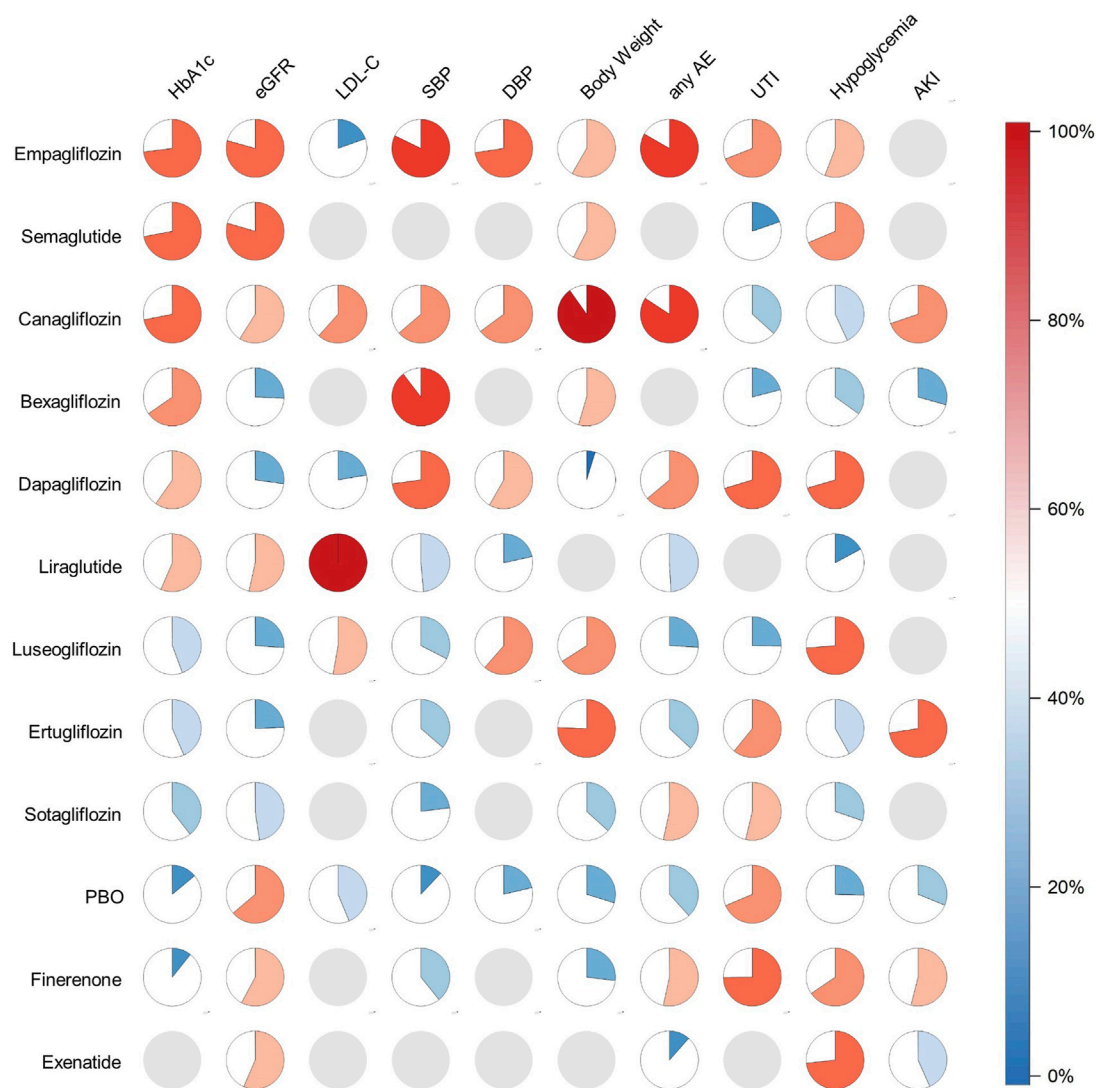 HbA1c eGFR LDL-C SBP DBP Body Weight any AE UTI Hypoglycemia AKI
100%
Empagliflozin
Semaglutide
Canagliflozin
80%
Bexagliflozin
Dapagliflozin
60%
Liraglutide
Luseogliflozin
40%
Ertugliflozin
Sotagliflozin
PBO
20%
Finerenone
Exenatide
0%